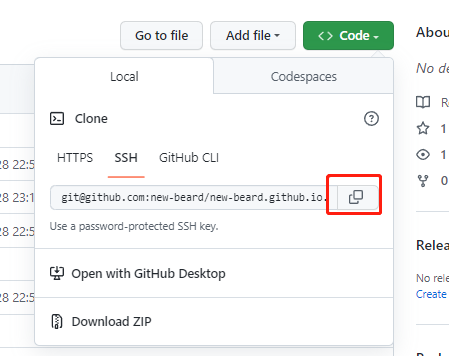 Go to file Add file <> Code
Abou
Local Codespaces
No de
Clone
R
1
HTTPS SSH GitHub CLI
1
git@github.com:new-beard/new-beard.github.io.
0
Use a password-protected SSH key.
Relea
Open with GitHub Desktop
No rele
Create
Download ZIP
28 22:5
28 23:1
28 22:5
28 22:5